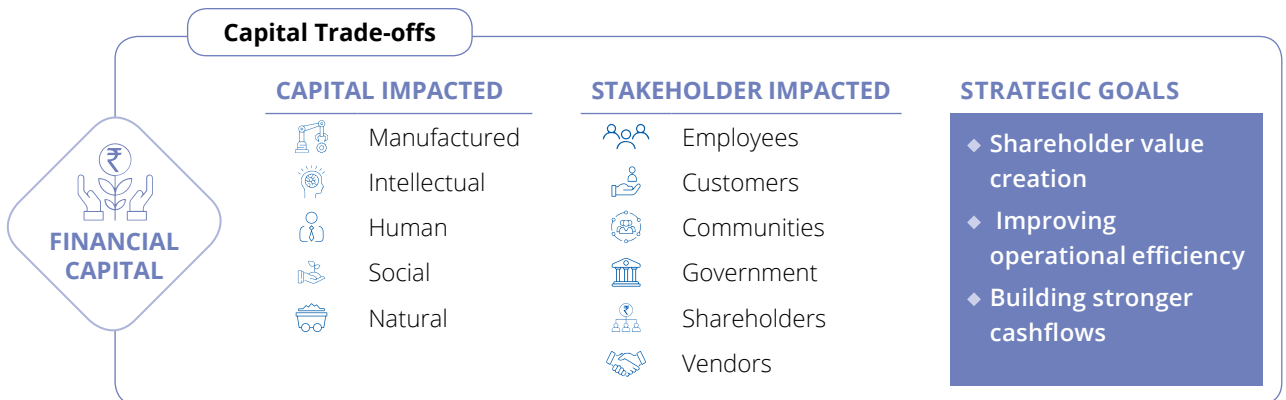 Capital Trade-offs
₹
FINANCIAL
CAPITAL
CAPITAL IMPACTED
Manufactured
Intellectual
Human
Social
Natural
STAKEHOLDER IMPACTED
Employees
Customers
Communities
Government
₹
Shareholders
Vendors
STRATEGIC GOALS
◆ Shareholder value
creation
◆ Improving
operational efficiency
◆ Building stronger
cashflows